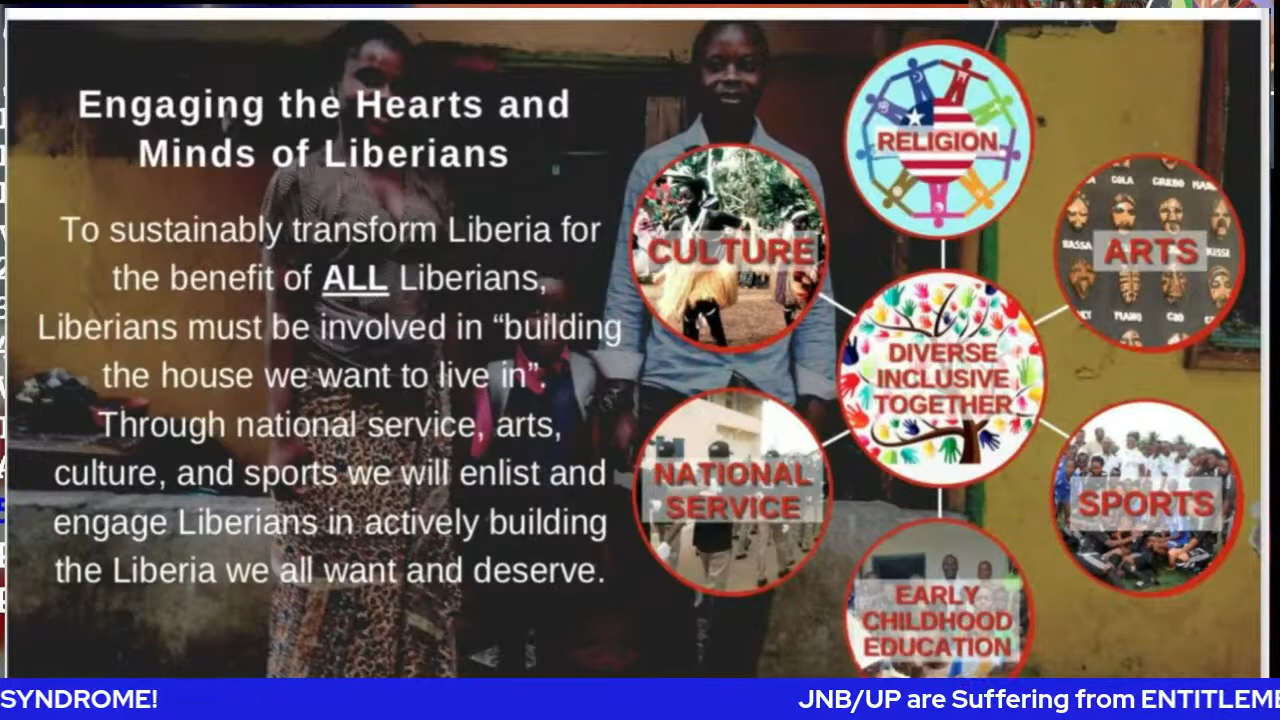 Engaging the Hearts and
Minds of Liberians
To sustainably transform Liberia for
the benefit of ALL Liberians,
Liberians must be involved in “building
the house we want to live in”.
Through national service, arts,
culture, and sports we will enlist and
engage Liberians in actively building
the Liberia we all want and deserve.
RELIGION
CULTURE
GOLA
BASSA
KISSI
ARTS
DIVERSE
INCLUSIVE
TOGETHER
NATIONAL
SERVICE
SPORTS
EARLY
CHILDHOOD
EDUCATION
SYNDROME!
JNB/UP are Suffering from ENTITLEME